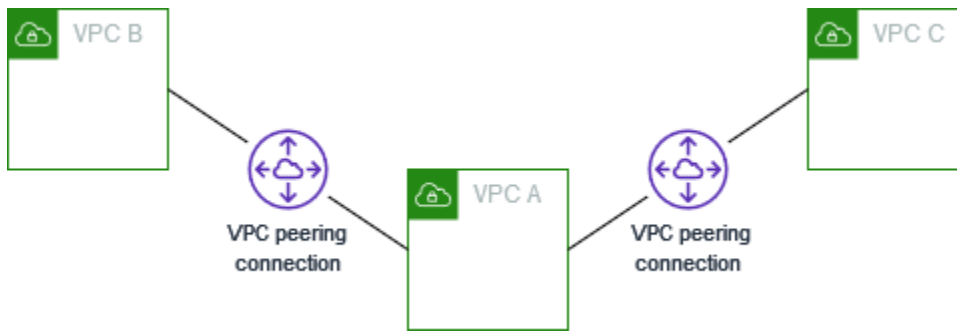 VPC B
VPC C
VPC A
VPC peering
connection
VPC peering
connection